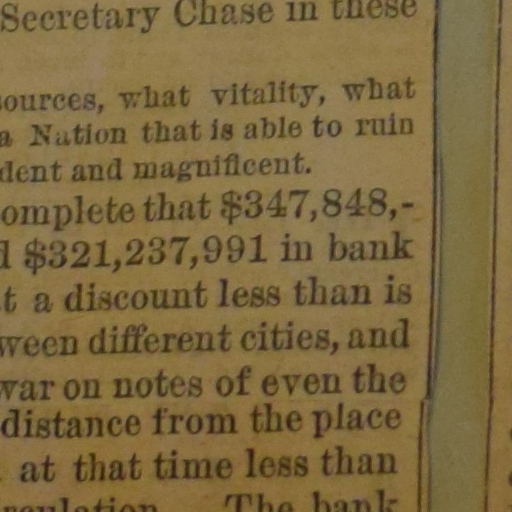 Secretary Chase in these
ources, what vitality, what
a Nation that is able to ruin
dent and magnificent.
omplete that $347,848,-
d $321,237,991 in bank
t a discount less than is
ween different cities, and
war on notes of even the
distance from the place
at that time less than
The bank